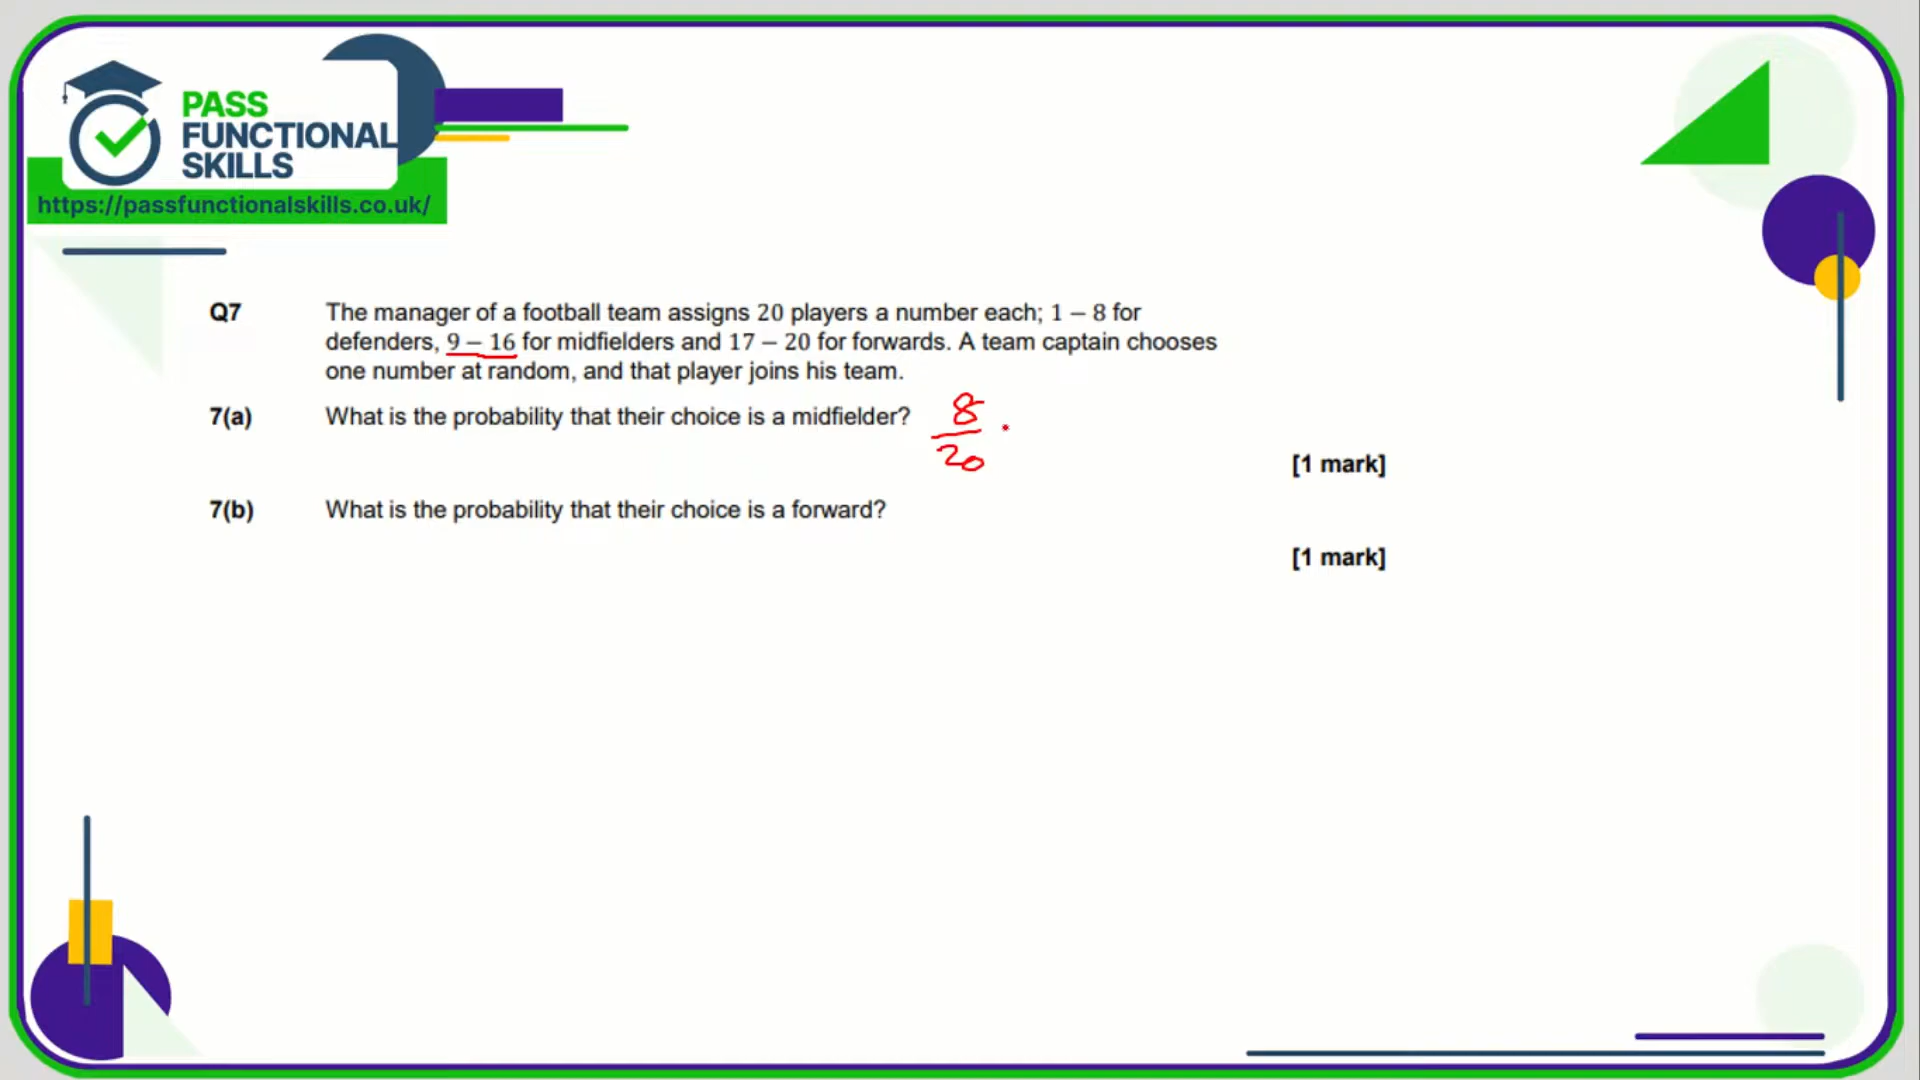 PASS
FUNCTIONAL
SKILLS
https://passfunctionalskills.co.uk/
Q7 The manager of a football team assigns 20 players a number each; 1 – 8 for
defenders, 9 – 16 for midfielders and 17 – 20 for forwards. A team captain chooses
one number at random, and that player joins his team.
7(a) What is the probability that their choice is a midfielder? 8
20
[1 mark]
7(b) What is the probability that their choice is a forward?
[1 mark]